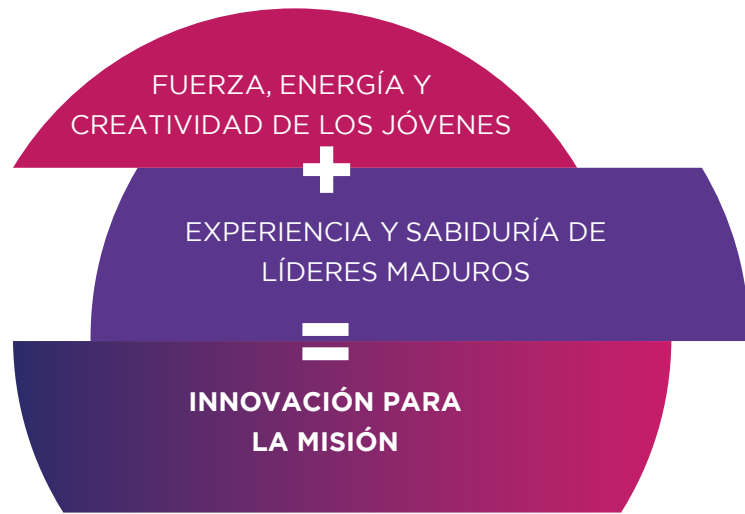 FUERZA, ENERGÍA Y
CREATIVIDAD DE LOS JÓVENES
+
EXPERIENCIA Y SABIDURÍA DE
LÍDERES MADUROS
=
INNOVACIÓN PARA
LA MISIÓN